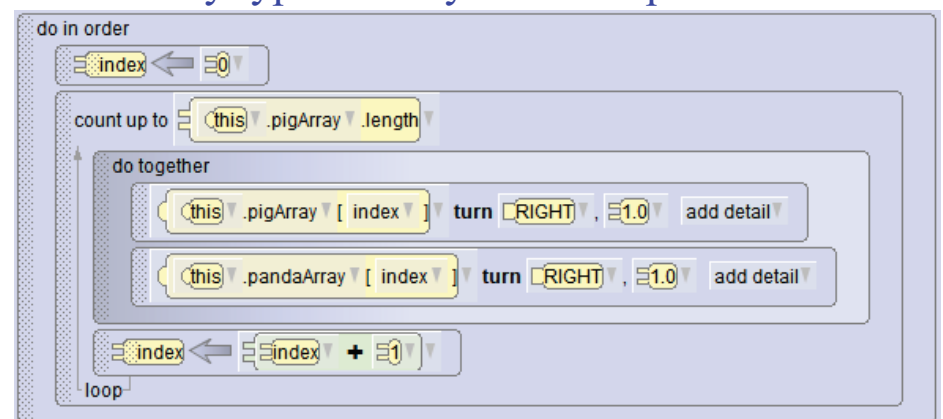 do in order
index 0
count up to this .pigArray .length
do together
this .pigArray [ index ] turn RIGHT , 1.0 add detail
this .pandaArray [ index ] turn RIGHT , 1.0 add detail
index index + 1
loop